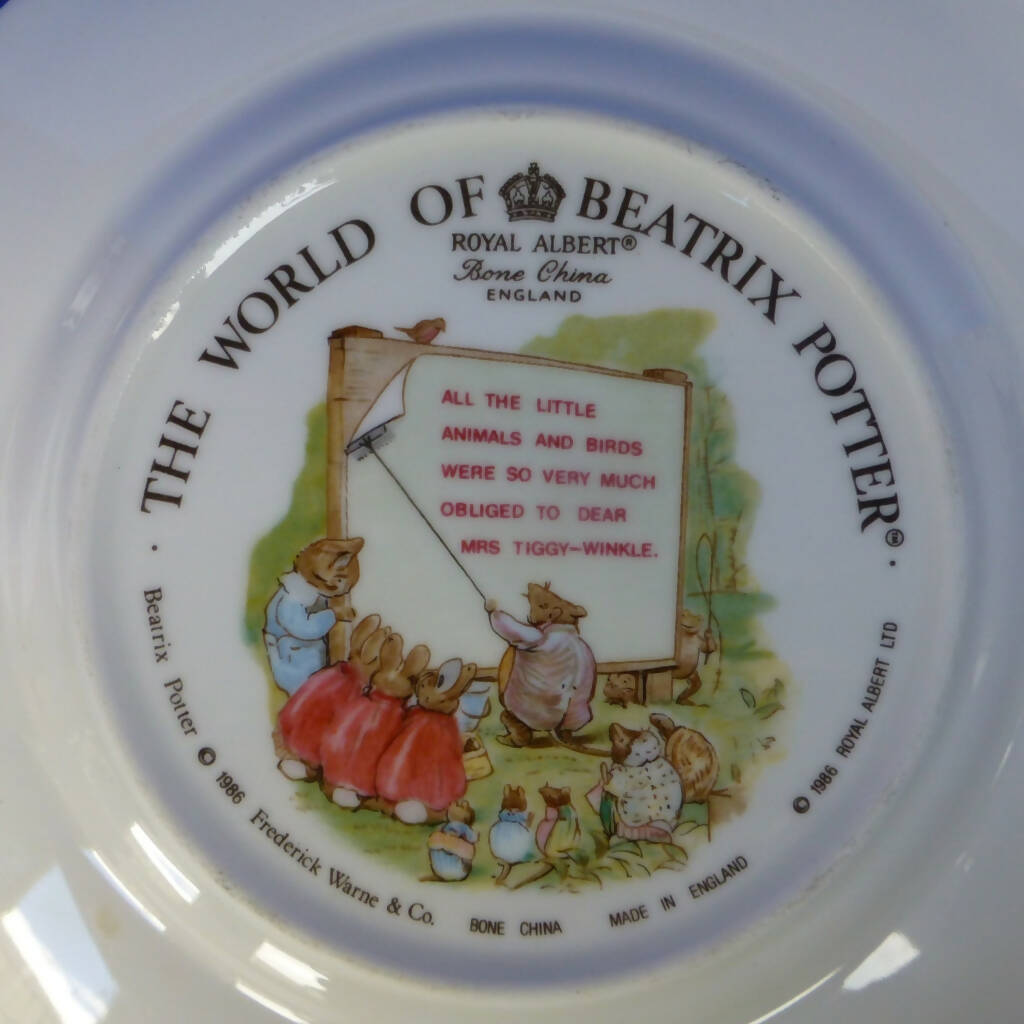 THE WORLD OF BEATRIX POTTER™
ROYAL ALBERT®
Bone China
ENGLAND
ALL THE LITTLE
ANIMALS AND BIRDS
WERE SO VERY MUCH
OBLIGED TO DEAR
MRS TIGGY-WINKLE.
Beatrix Potter © 1986 Frederick Warne & Co.
BONE CHINA
MADE IN ENGLAND
© 1986 ROYAL ALBERT LTD